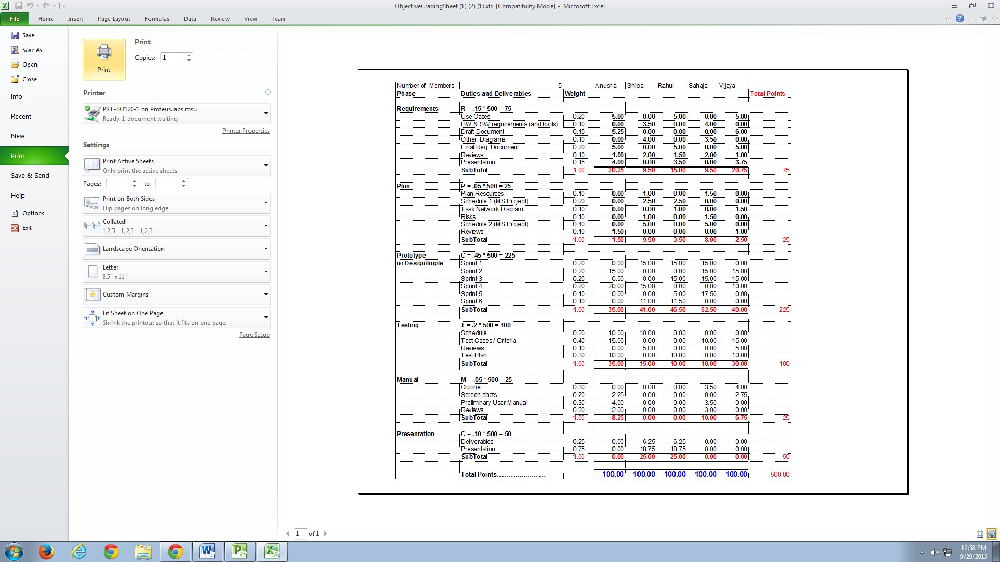 ObjectiveGradingSheet (1) (2) (1).xls [Compatibility Mode] - Microsoft Excel
File Home Insert Page Layout Formulas Data Review View Team
Save
Save As
Open
Close
Info
Recent
New
Print
Save & Send
Help
Options
Exit
Print
Print
Copies: 1
Printer
PRT-BO120-1 on Proteus.labs.msu
Ready: 1 document waiting
Printer Properties
Settings
Print Active Sheets
Only print the active sheets
Pages: to
Print on Both Sides
Flip pages on long edge
Collated
1,2,3 1,2,3 1,2,3
Landscape Orientation
Letter
8.5" x 11"
Custom Margins
Fit Sheet on One Page
Shrink the printout so that it fits on one page
Page Setup
Number of Members 5 Anusha Shilpa Rahul Sahaja Vijaya
Phase Duties and Deliverables Weight Total Points
Requirements R = .15 * 500 = 75
Use Cases 0.20 5.00 0.00 5.00 0.00 5.00
HW & SW requirements (and tools) 0.10 0.00 3.50 0.00 4.00 0.00
Draft Document 0.15 5.25 0.00 0.00 0.00 6.00
Other Diagrams 0.10 0.00 4.00 0.00 3.50 0.00
Final Req. Document 0.20 5.00 0.00 5.00 0.00 5.00
Reviews 0.10 1.00 2.00 1.50 2.00 1.00
Presentation 0.15 4.00 0.00 3.50 0.00 3.75
SubTotal 1.00 20.25 9.50 15.00 9.50 20.75 75
Plan P = .05 * 500 = 25
Plan Resources 0.10 0.00 1.00 0.00 1.50 0.00
Schedule 1 (MS Project) 0.20 0.00 2.50 2.50 0.00 0.00
Task Network Diagram 0.10 0.00 0.00 1.00 0.00 1.50
Risks 0.10 0.00 1.00 0.00 1.50 0.00
Schedule 2 (MS Project) 0.40 0.00 5.00 0.00 5.00 0.00
Reviews 0.10 1.50 0.00 0.00 0.00 1.00
SubTotal 1.00 1.50 9.50 3.50 8.00 2.50 25
Prototype C = .45 * 500 = 225
or Design/Imple Sprint 1 0.20 0.00 15.00 15.00 15.00 0.00
Sprint 2 0.20 15.00 0.00 0.00 15.00 15.00
Sprint 3 0.20 0.00 0.00 15.00 15.00 15.00
Sprint 4 0.20 20.00 15.00 0.00 0.00 10.00
Sprint 5 0.10 0.00 0.00 5.00 17.50 0.00
Sprint 6 0.10 0.00 11.00 11.50 0.00 0.00
SubTotal 1.00 35.00 41.00 46.50 62.50 40.00 225
Testing T = .2 * 500 = 100
Schedule 0.20 10.00 10.00 0.00 0.00 0.00
Test Cases / Criteria 0.40 15.00 0.00 0.00 10.00 15.00
Reviews 0.10 0.00 5.00 0.00 0.00 5.00
Test Plan 0.30 10.00 0.00 10.00 0.00 10.00
SubTotal 1.00 35.00 15.00 10.00 10.00 30.00 100
Manual M = .05 * 500 = 25
Outline 0.30 0.00 0.00 0.00 3.50 4.00
Screen shots 0.20 2.25 0.00 0.00 0.00 2.75
Preliminary User Manual 0.30 4.00 0.00 0.00 3.50 0.00
Reviews 0.20 2.00 0.00 0.00 3.00 0.00
SubTotal 1.00 8.25 0.00 0.00 10.00 6.75 25
Presentation C = .10 * 500 = 50
Deliverables 0.25 0.00 6.25 6.25 0.00 0.00
Presentation 0.75 0.00 18.75 18.75 0.00 0.00
SubTotal 1.00 0.00 25.00 25.00 0.00 0.00 50
Total Points........................ 100.00 100.00 100.00 100.00 100.00 500.00
1 of 1
12:58 PM
9/29/2015